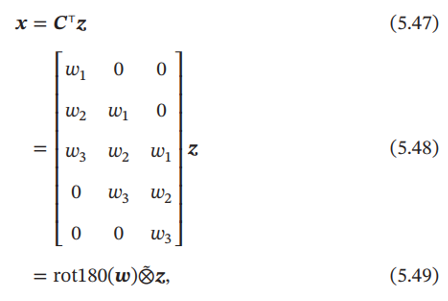 x = Cᵀz (5.47)
w₁ 0 0
w₂ w₁ 0
= w₃ w₂ w₁ z (5.48)
0 w₃ w₂
0 0 w₃
= rot180(w)⊗̃z, (5.49)